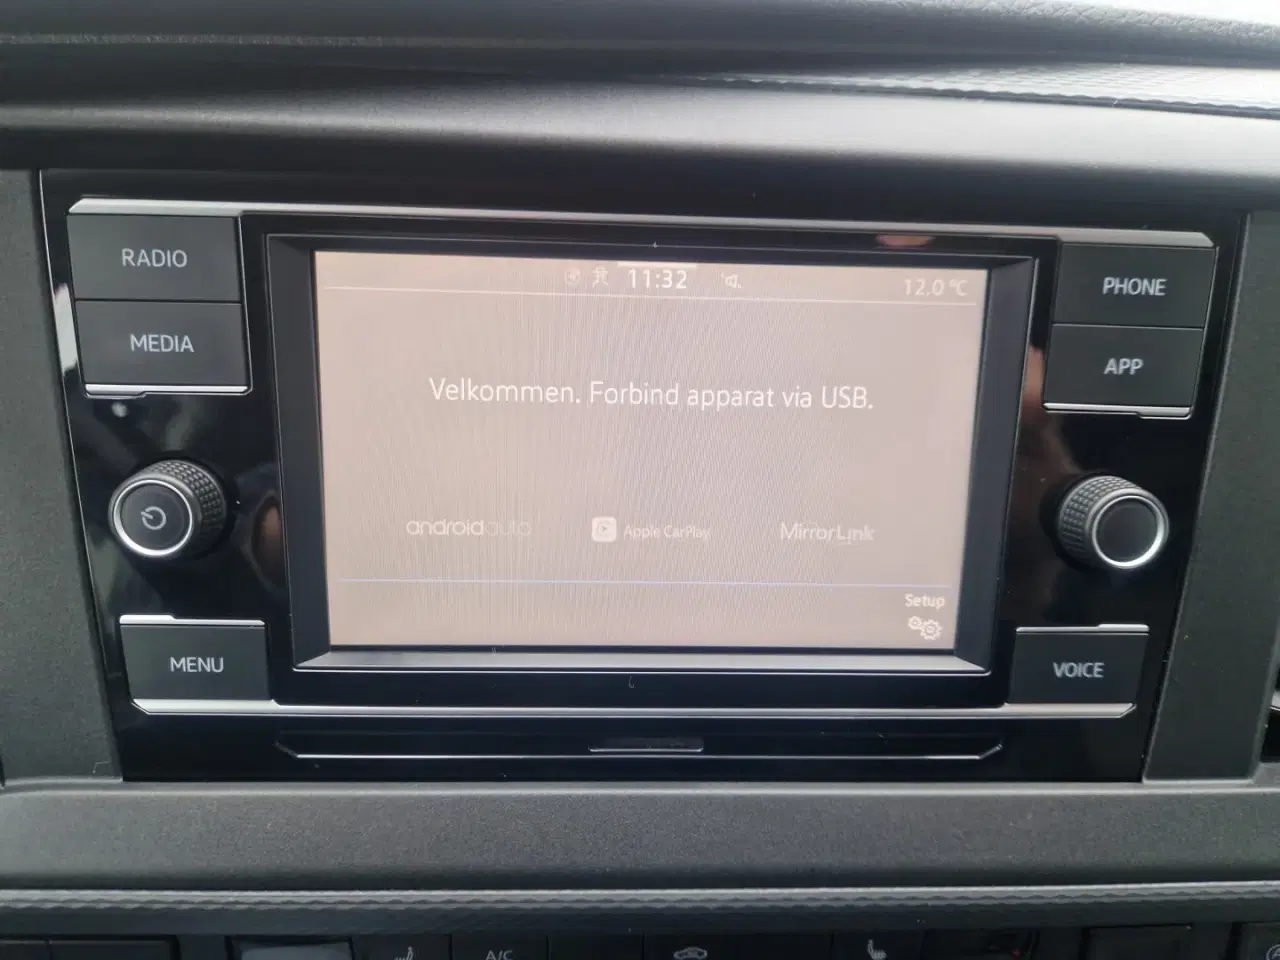 RADIO
MEDIA
MENU
11:32
12.0 °C
Velkommen. Forbind apparat via USB.
androidauto
Apple CarPlay
MirrorLink
Setup
PHONE
APP
VOICE
A/C